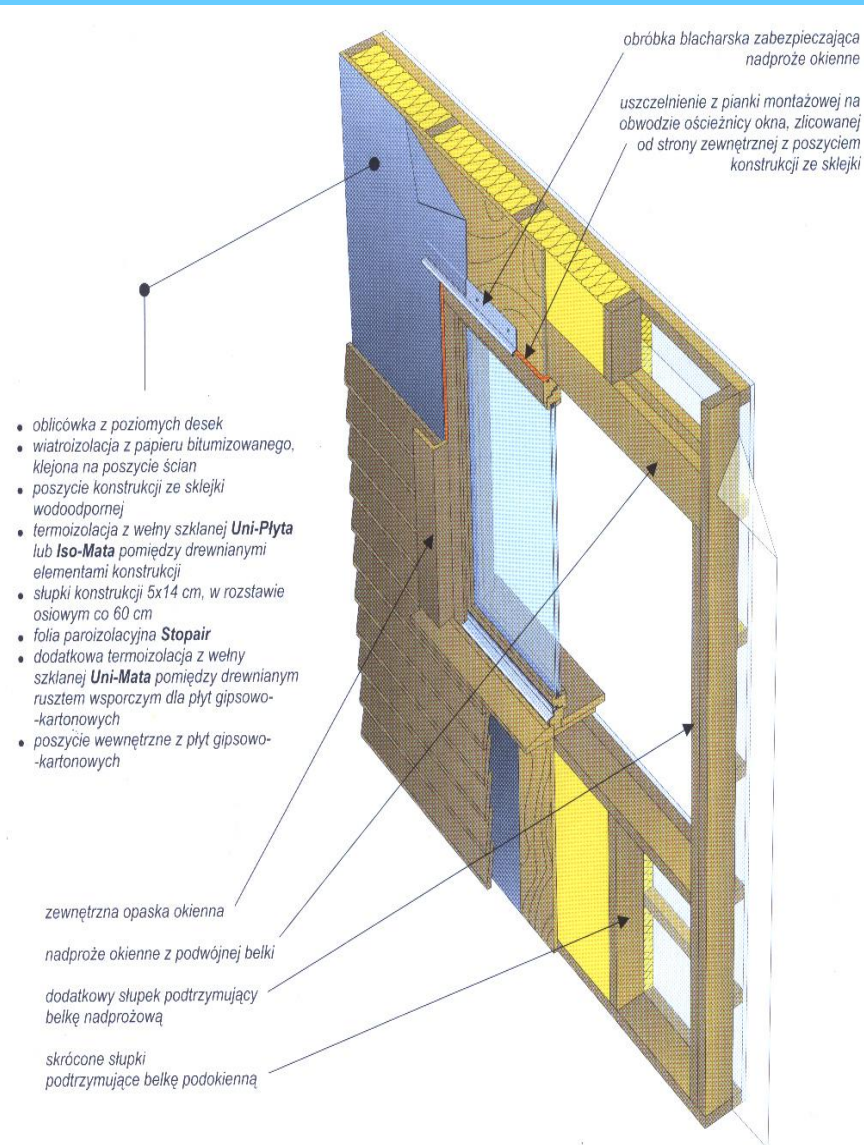 obróbka blacharska zabezpieczająca
nadproże okienne
uszczelnienie z pianki montażowej na
obwodzie ościeżnicy okna, zlicowanej
od strony zewnętrznej z poszyciem
konstrukcji ze sklejki
• oblicówka z poziomych desek
• wiatroizolacja z papieru bitumizowanego,
klejona na poszycie ścian
• poszycie konstrukcji ze sklejki
wodoodpornej
• termoizolacja z wełny szklanej Uni-Płyta
lub Iso-Mata pomiędzy drewnianymi
elementami konstrukcji
• słupki konstrukcji 5x14 cm, w rozstawie
osiowym co 60 cm
• folia paroizolacyjna Stopair
• dodatkowa termoizolacja z wełny
szklanej Uni-Mata pomiędzy drewnianym
rusztem wsporczym dla płyt gipsowo-
-kartonowych
• poszycie wewnętrzne z płyt gipsowo-
-kartonowych
zewnętrzna opaska okienna
nadproże okienne z podwójnej belki
dodatkowy słupek podtrzymujący
belkę nadprożową
skrócone słupki
podtrzymujące belkę podokienną